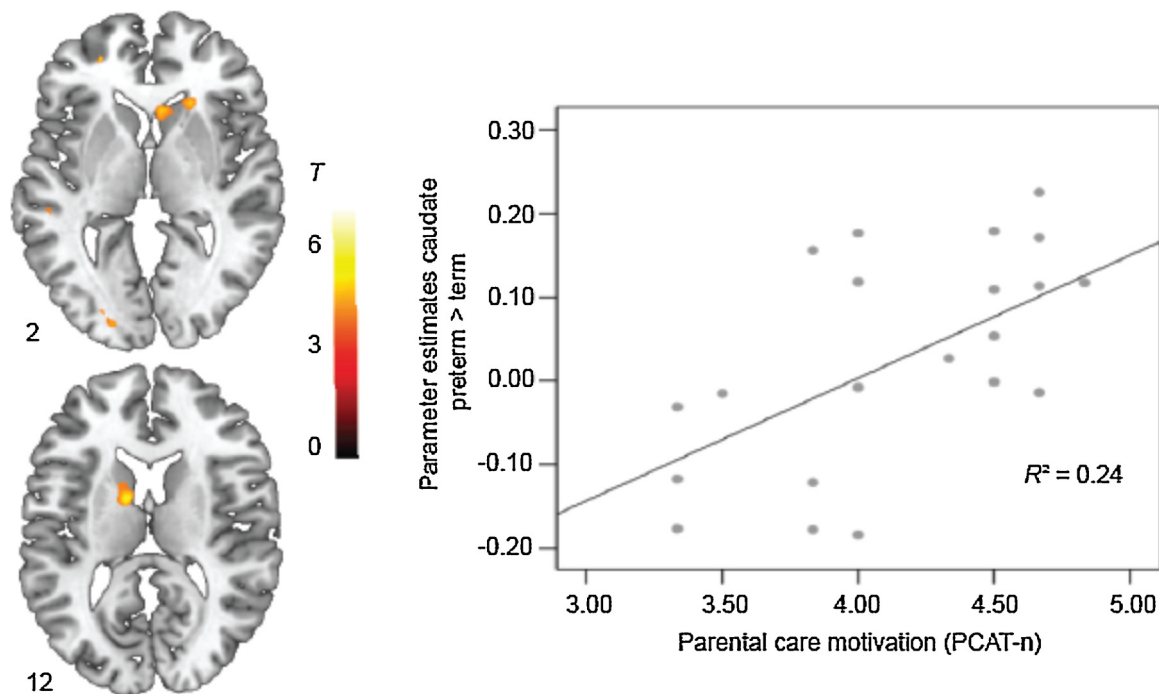 2
12
T
6
3
0
Parameter estimates caudate
preterm > term
0.30
0.20
0.10
0.00
-0.10
-0.20
R² = 0.24
3.00 3.50 4.00 4.50 5.00
Parental care motivation (PCAT-n)